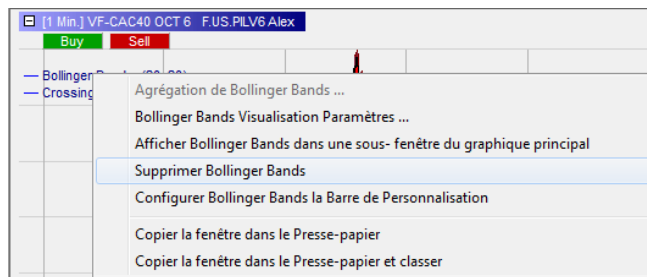 [1 Min.] VF-CAC40 OCT 6 F.US.PILV6 Alex
Buy Sell
Bollinger
Crossing
Agrégation de Bollinger Bands ...
Bollinger Bands Visualisation Paramètres ...
Afficher Bollinger Bands dans une sous- fenêtre du graphique principal
Supprimer Bollinger Bands
Configurer Bollinger Bands la Barre de Personnalisation
Copier la fenêtre dans le Presse-papier
Copier la fenêtre dans le Presse-papier et classer